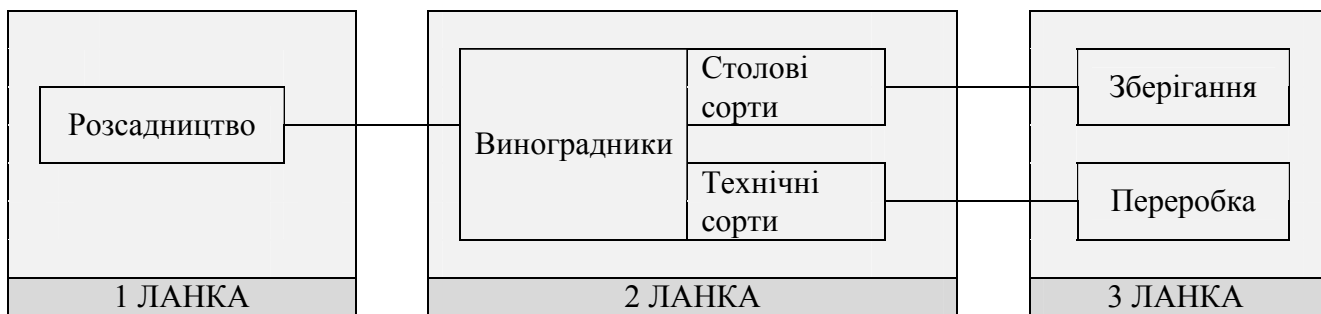 Розсадництво
Виноградники
Столові
сорти
Технічні
сорти
Зберігання
Переробка
1 ЛАНКА
2 ЛАНКА
3 ЛАНКА